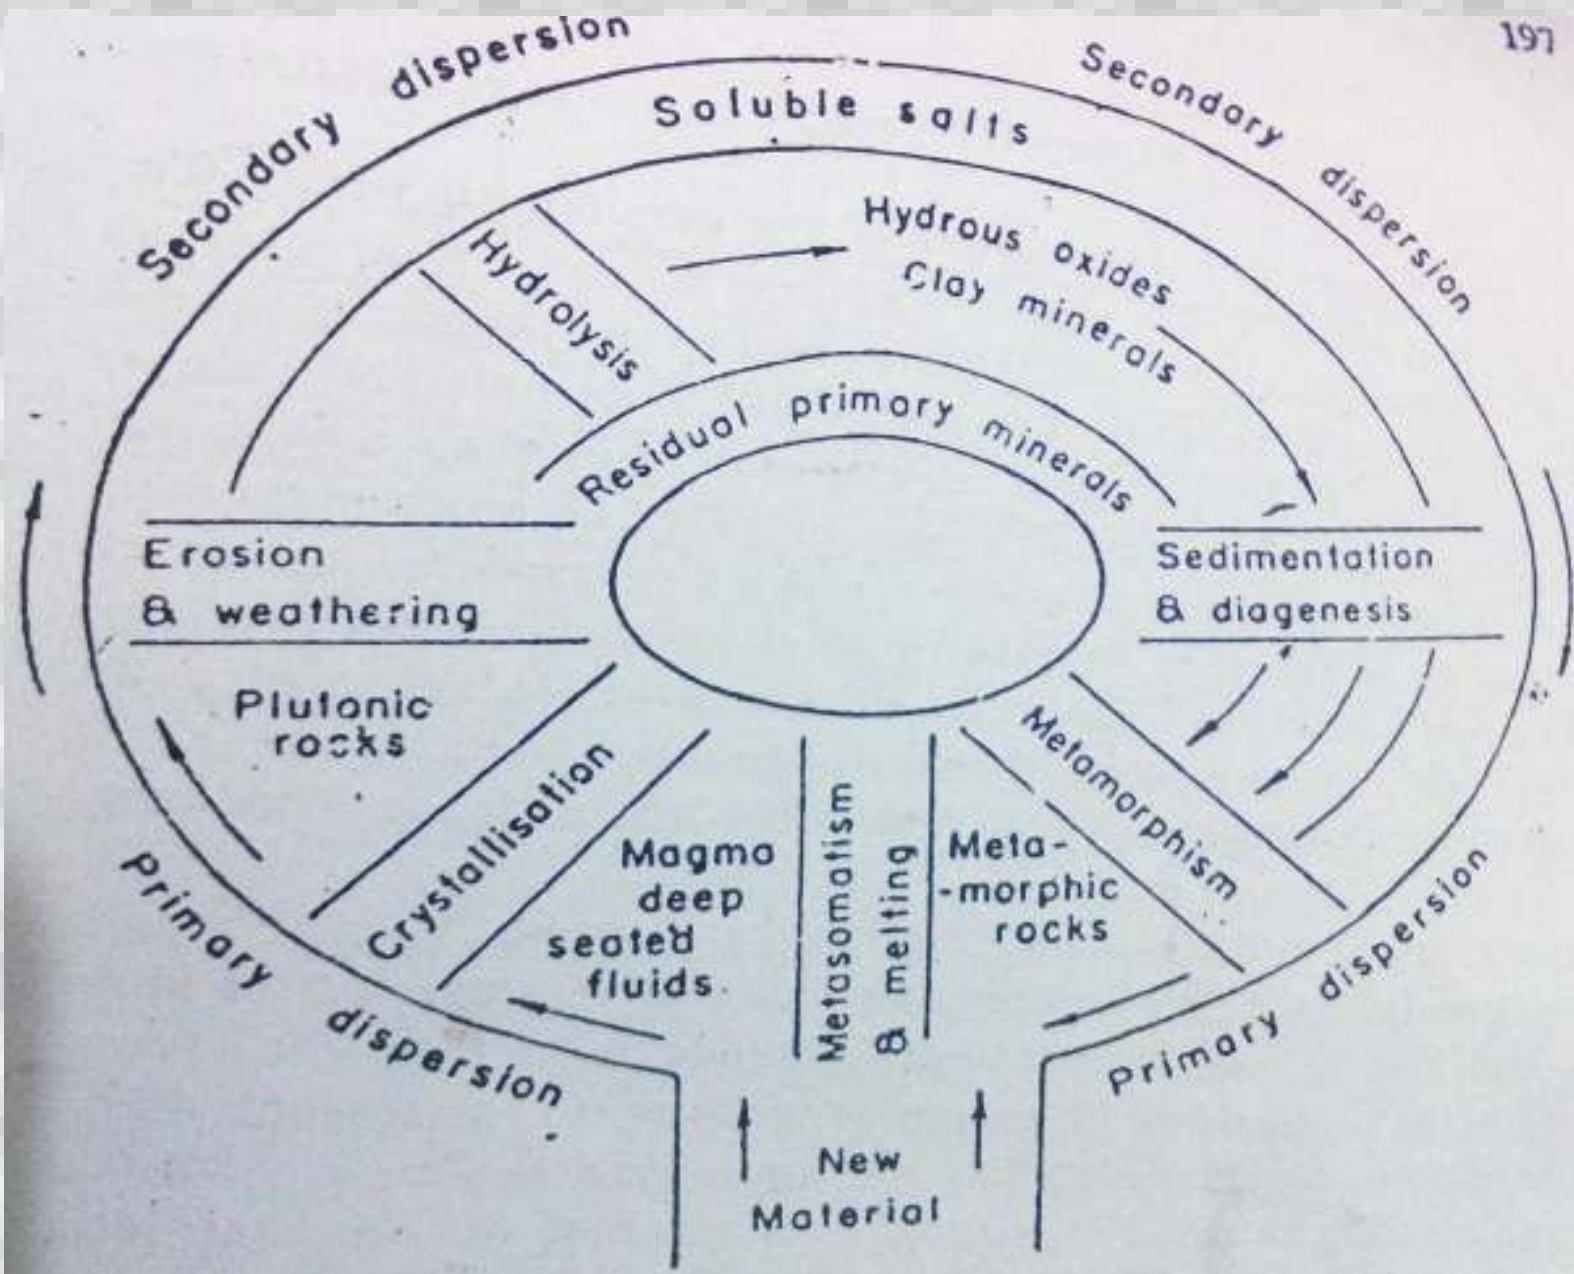 197
Secondary dispersion
Secondary dispersion
Soluble salts
Hydrous oxides
Clay minerals
Hydrolysis
Residual primary minerals
Erosion
& weathering
Sedimentation
& diagenesis
Plutonic
rocks
Crystallisation
Magma
deep
seated
fluids.
Metasomatism
& melting
Meta-
-morphic
rocks
Metamorphism
Primary dispersion
Primary dispersion
New
Material